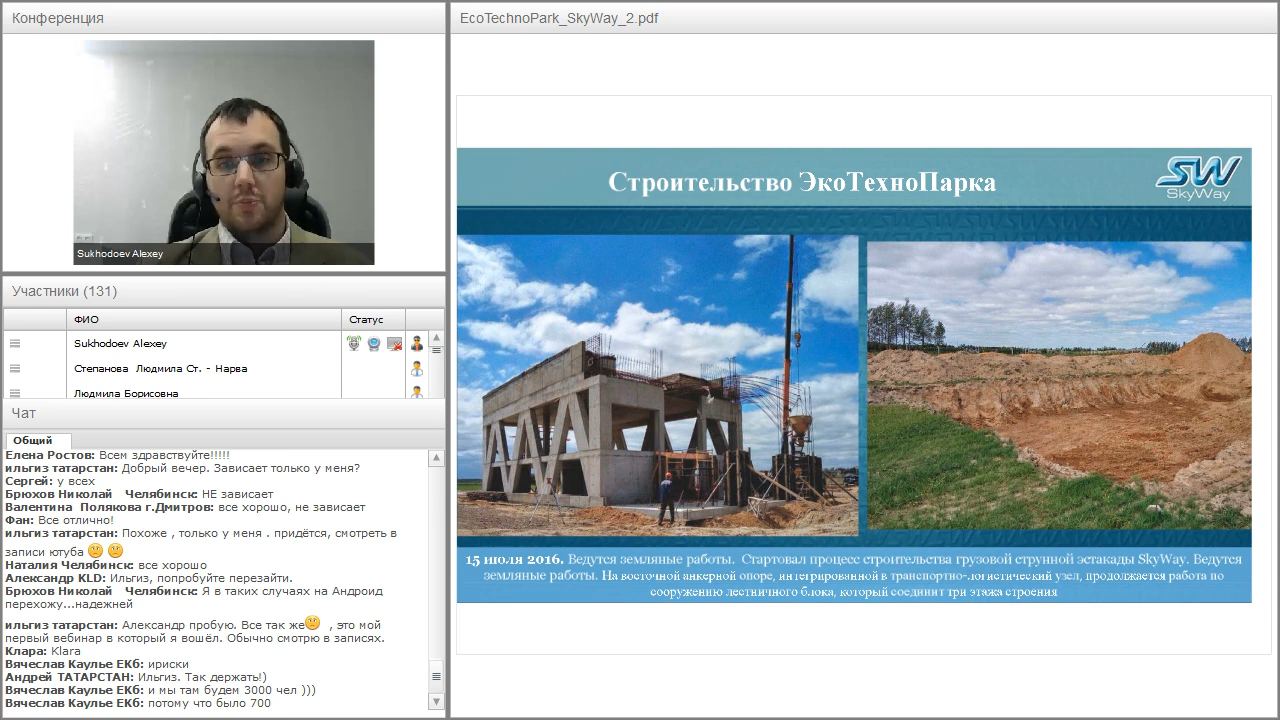 Конференция
Sukhodoev Alexey
Участники (131)
ФИО
Статус
Sukhodoev Alexey
Степанова Людмила Ст. - Нарва
Людмила Борисовна
Чат
Общий
Елена Ростов: Всем здравствуйте!!!!!
ильгиз татарстан: Добрый вечер. Зависает только у меня?
Сергей: у всех
Брюхов Николай Челябинск: НЕ зависает
Валентина Полякова г.Дмитров: все хорошо, не зависает
Фан: Все отлично!
ильгиз татарстан: Похоже , только у меня . придётся, смотреть в
записи ютуба
Наталия Челябинск: все хорошо
Александр KLD: Ильгиз, попробуйте перезайти.
Брюхов Николай Челябинск: Я в таких случаях на Андроид
перехожу...надежней
ильгиз татарстан: Александр пробую. Все так же , это мой
первый вебинар в который я вошёл. Обычно смотрю в записях.
Клара: Klara
Вячеслав Каулье ЕКб: ириски
Андрей ТАТАРСТАН: Ильгиз. Так держать!)
Вячеслав Каулье ЕКб: и мы там будем 3000 чел )))
Вячеслав Каулье ЕКб: потому что было 700
EcoTechnoPark_SkyWay_2.pdf
Строительство ЭкоТехноПарка
SW
SkyWay
15 июля 2016. Ведутся земляные работы. Стартовал процесс строительства грузовой струнной эстакады SkyWay. Ведутся
земляные работы. На восточной анкерной опоре, интегрированной в транспортно-логистический узел, продолжается работа по
сооружению лестничного блока, который соединит три этажа строения